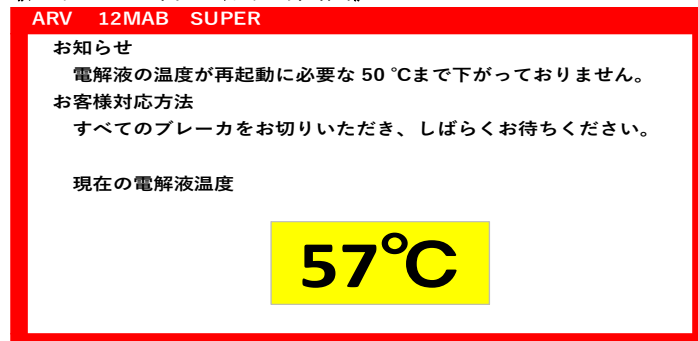 ARV 12MAB SUPER
お知らせ
電解液の温度が再起動に必要な 50 ℃まで下がっておりません。
お客様対応方法
すべてのブレーカをお切りいただき、しばらくお待ちください。
現在の電解液温度
57℃